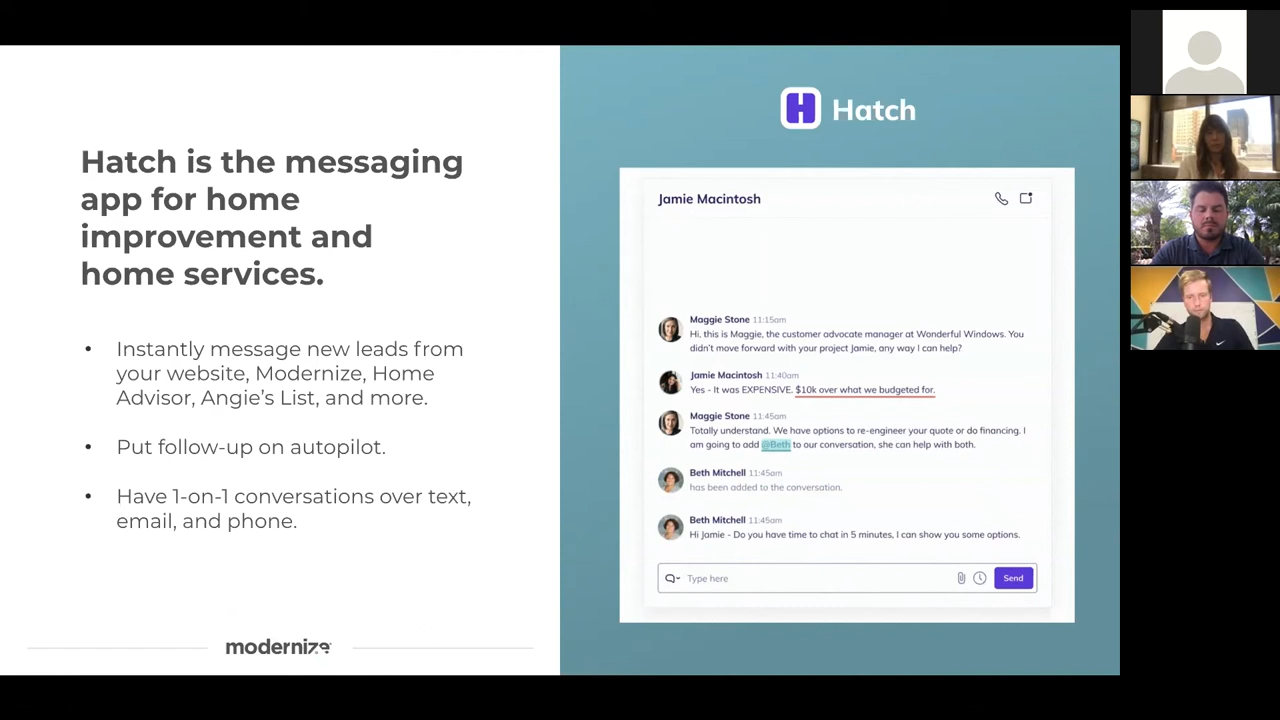 Hatch is the messaging
app for home
improvement and
home services.
• Instantly message new leads from
your website, Modernize, Home
Advisor, Angie's List, and more.
• Put follow-up on autopilot.
• Have 1-on-1 conversations over text,
email, and phone.
modernize
H Hatch
Jamie Macintosh
Maggie Stone 11:15am
Hi, this is Maggie, the customer advocate manager at Wonderful Windows. You
didn't move forward with your project Jamie, any way I can help?
Jamie Macintosh 11:40am
Yes - It was EXPENSIVE. $10k over what we budgeted for.
Maggie Stone 11:45am
Totally understand. We have options to re-engineer your quote or do financing. I
am going to add @Beth to our conversation, she can help with both.
Beth Mitchell 11:45am
has been added to the conversation.
Beth Mitchell 11:45am
Hi Jamie - Do you have time to chat in 5 minutes, I can show you some options.
Type here
Send